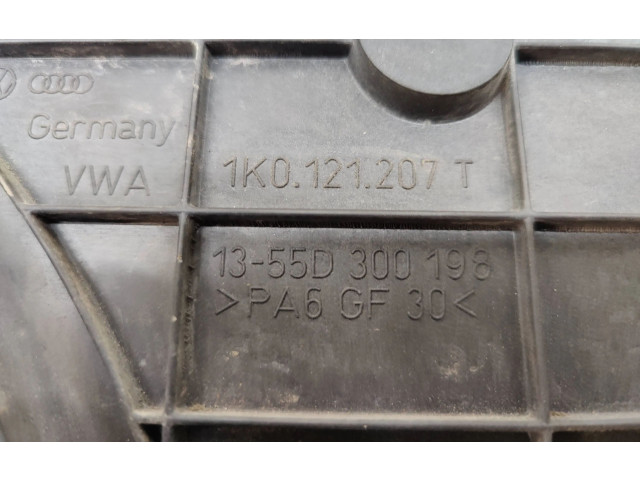 Germany
VWA
1K0.121.207 T
13-55D 300 198
>PA6 GF 30<